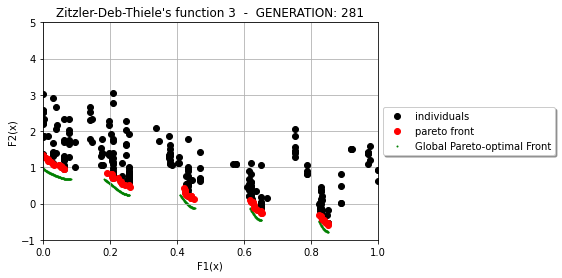 Zitzler-Deb-Thiele's function 3 - GENERATION: 281
5
4
3
2
1
0
−1
F2(x)
0.0 0.2 0.4 0.6 0.8 1.0
F1(x)
individuals
pareto front
Global Pareto-optimal Front